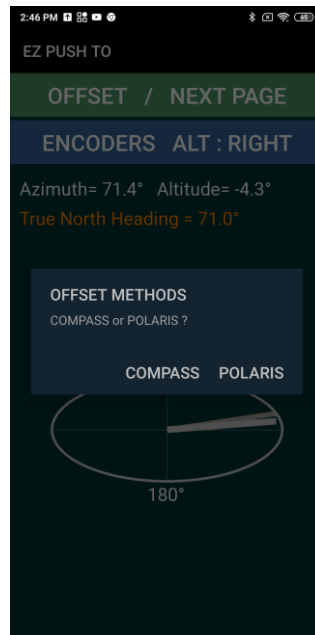 2:46 PM 65
EZ PUSH TO
OFFSET / NEXT PAGE
ENCODERS ALT : RIGHT
Azimuth= 71.4° Altitude= -4.3°
True North Heading = 71.0°
OFFSET METHODS
COMPASS or POLARIS ?
COMPASS POLARIS
180°